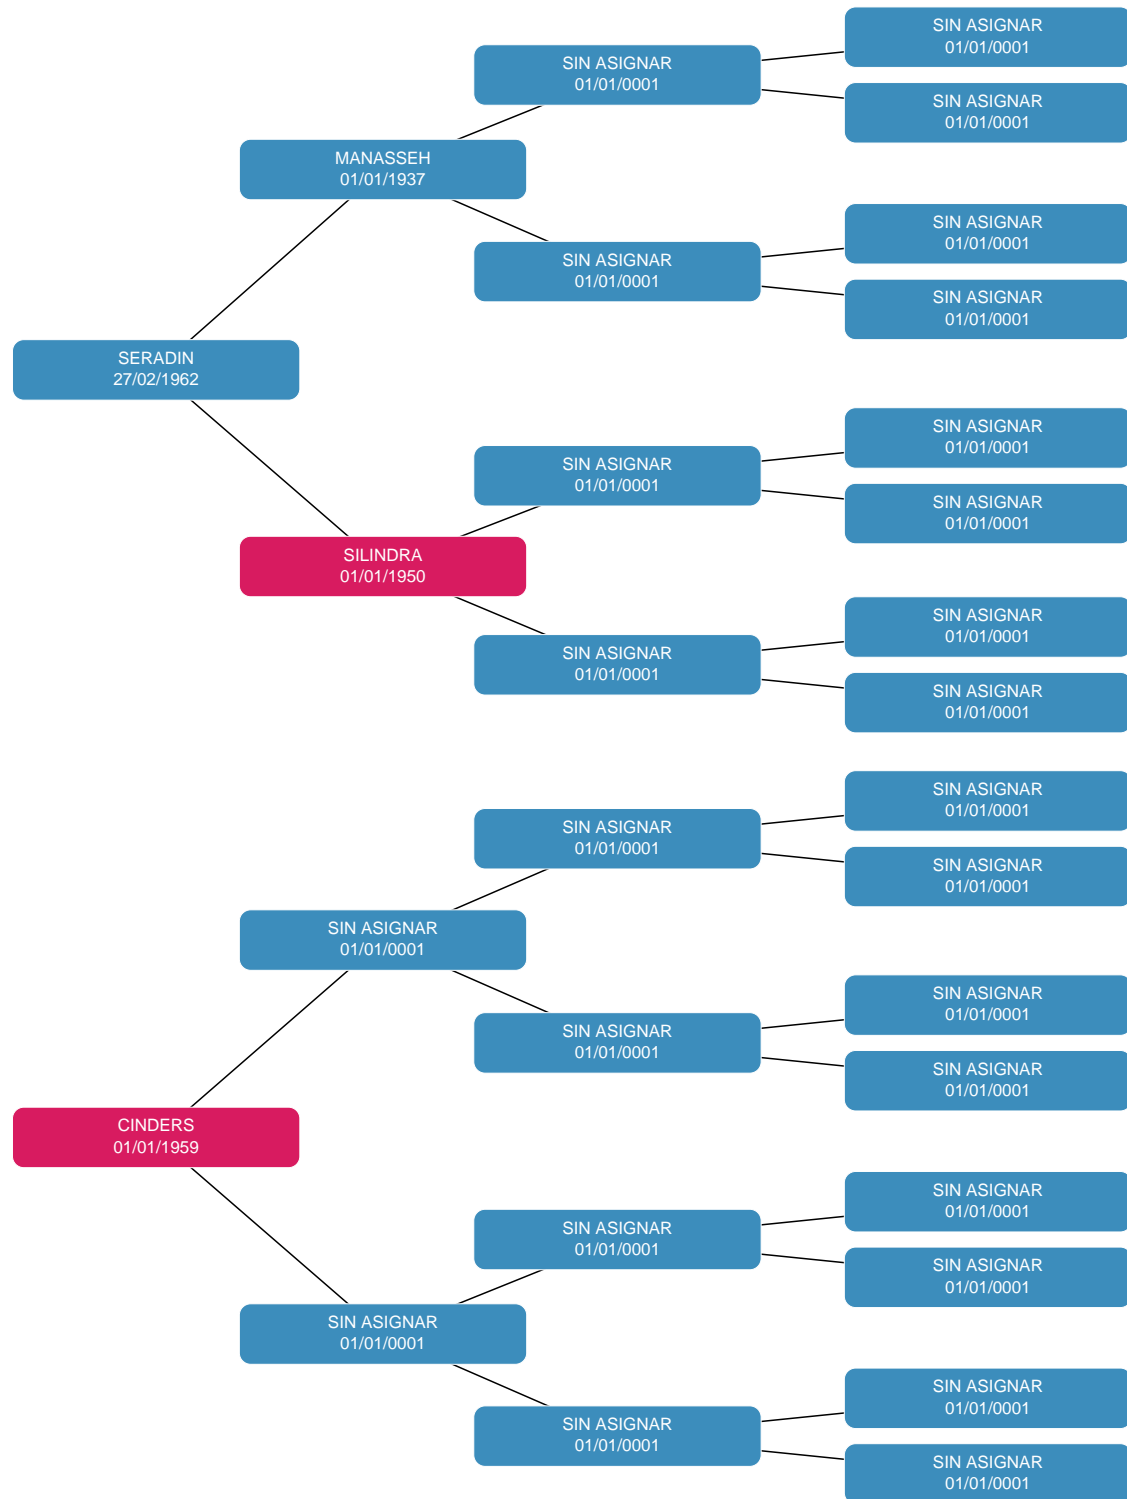 SIN ASIGNAR
01/01/0001
SIN ASIGNAR
01/01/0001
SIN ASIGNAR
01/01/0001
MANASSEH
01/01/1937
SIN ASIGNAR
01/01/0001
SIN ASIGNAR
01/01/0001
SIN ASIGNAR
01/01/0001
SERADIN
27/02/1962
SIN ASIGNAR
01/01/0001
SIN ASIGNAR
01/01/0001
SIN ASIGNAR
01/01/0001
SILINDRA
01/01/1950
SIN ASIGNAR
01/01/0001
SIN ASIGNAR
01/01/0001
SIN ASIGNAR
01/01/0001
SIN ASIGNAR
01/01/0001
SIN ASIGNAR
01/01/0001
SIN ASIGNAR
01/01/0001
SIN ASIGNAR
01/01/0001
SIN ASIGNAR
01/01/0001
SIN ASIGNAR
01/01/0001
SIN ASIGNAR
01/01/0001
CINDERS
01/01/1959
SIN ASIGNAR
01/01/0001
SIN ASIGNAR
01/01/0001
SIN ASIGNAR
01/01/0001
SIN ASIGNAR
01/01/0001
SIN ASIGNAR
01/01/0001
SIN ASIGNAR
01/01/0001
SIN ASIGNAR
01/01/0001